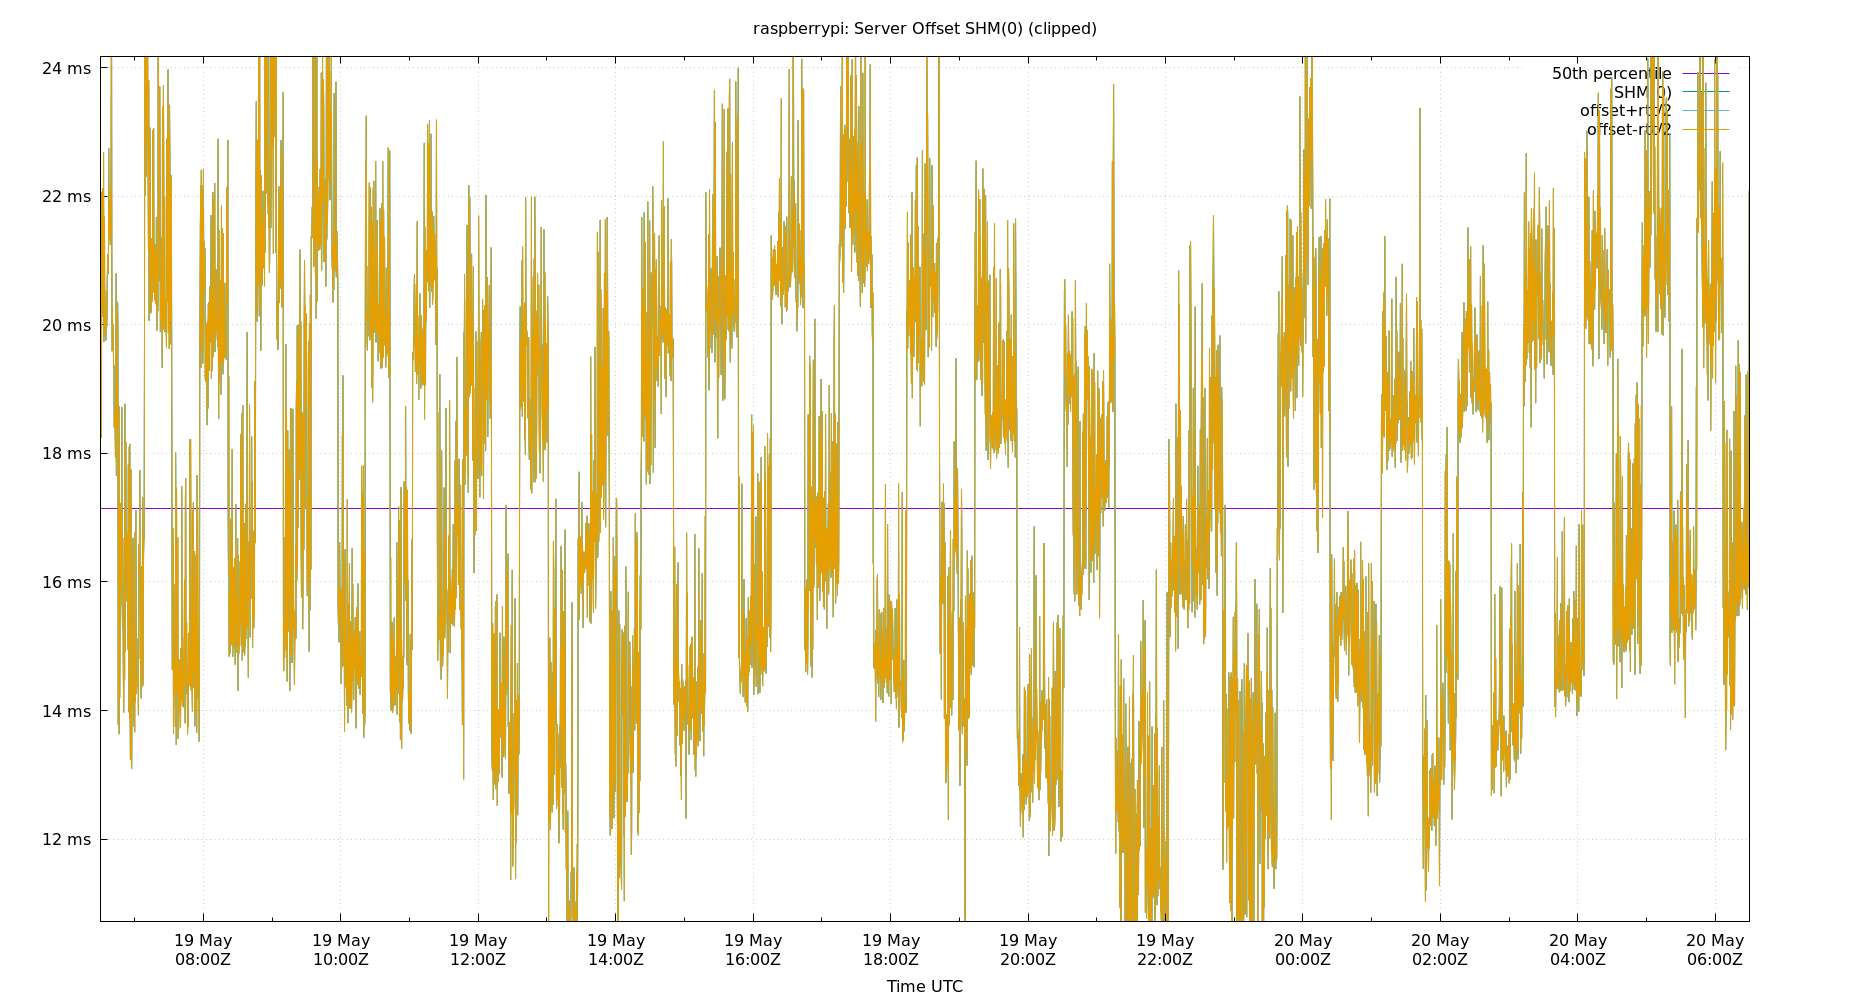 raspberrypi: Server Offset SHM(0) (clipped)
24 ms
22 ms
20 ms
18 ms
16 ms
14 ms
12 ms
50th percentile
SHM(0)
offset+rtt/2
offset-rtt/2
19 May
08:00Z
19 May
10:00Z
19 May
12:00Z
19 May
14:00Z
19 May
16:00Z
19 May
18:00Z
19 May
20:00Z
19 May
22:00Z
20 May
00:00Z
20 May
02:00Z
20 May
04:00Z
20 May
06:00Z
Time UTC